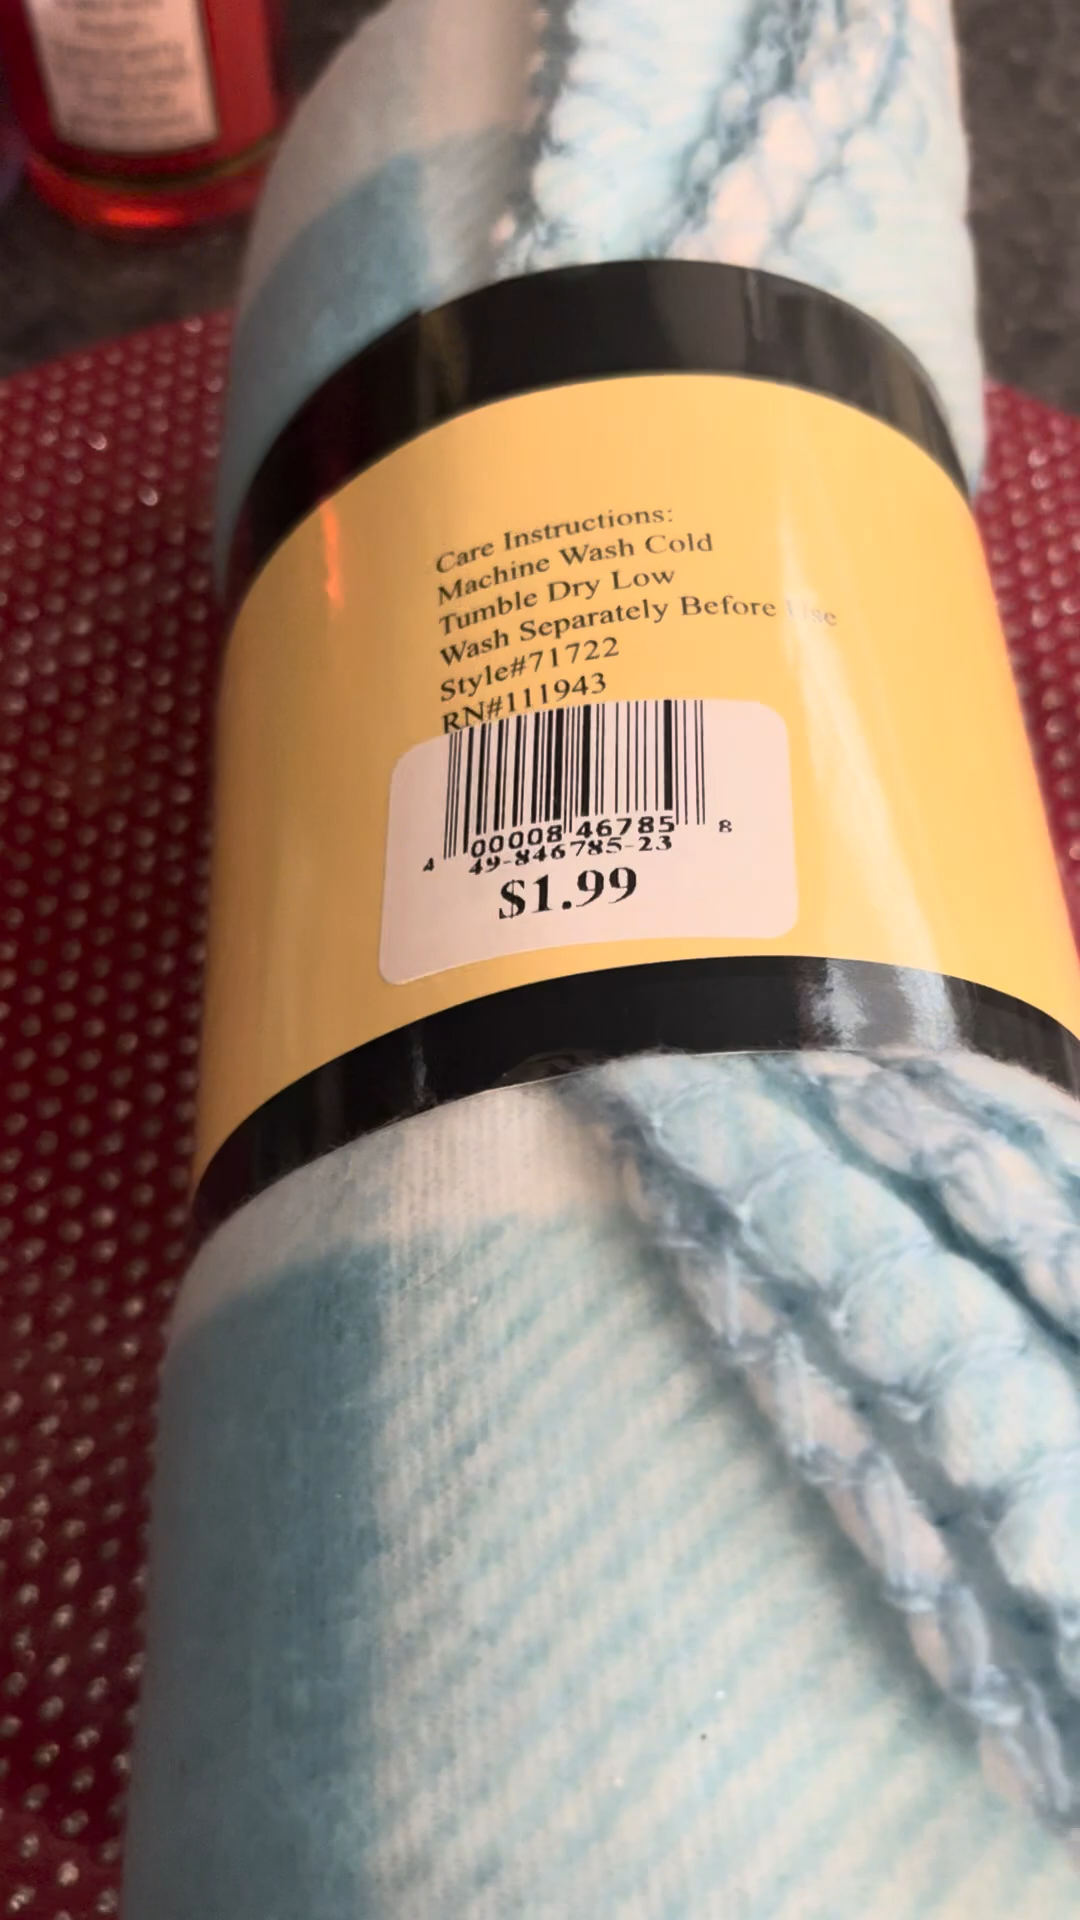 Care Instructions:
Machine Wash Cold
Tumble Dry Low
Wash Separately Before Use
Style#71722
RN#111943
4 00008 46785 8
49-846785-23
$1.99